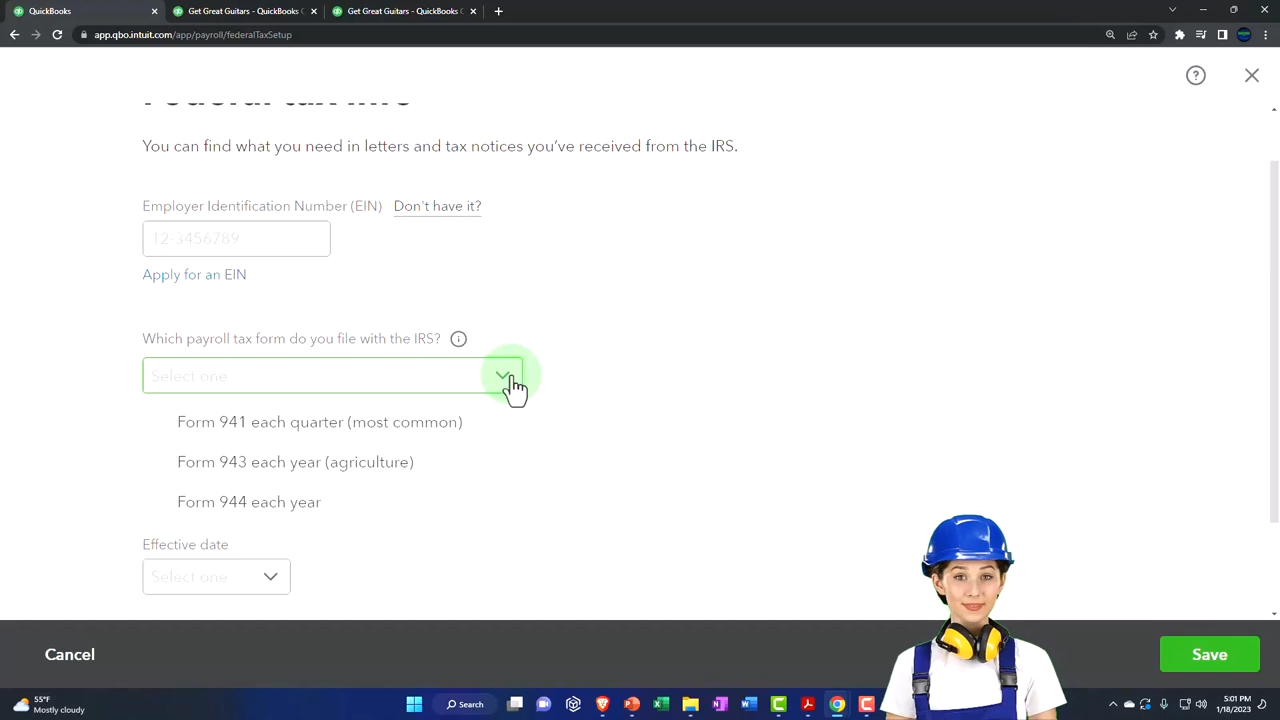 QuickBooks
Get Great Guitars - QuickBooks
Get Great Guitars - QuickBooks
app.qbo.intuit.com/app/payroll/federalTaxSetup
Federal tax info
You can find what you need in letters and tax notices you've received from the IRS.
Employer Identification Number (EIN) Don't have it?
12-3456789
Apply for an EIN
Which payroll tax form do you file with the IRS?
Select one
Form 941 each quarter (most common)
Form 943 each year (agriculture)
Form 944 each year
Effective date
Select one
Cancel
Save
55°F
Mostly cloudy
Search
5:01 PM
1/18/2023